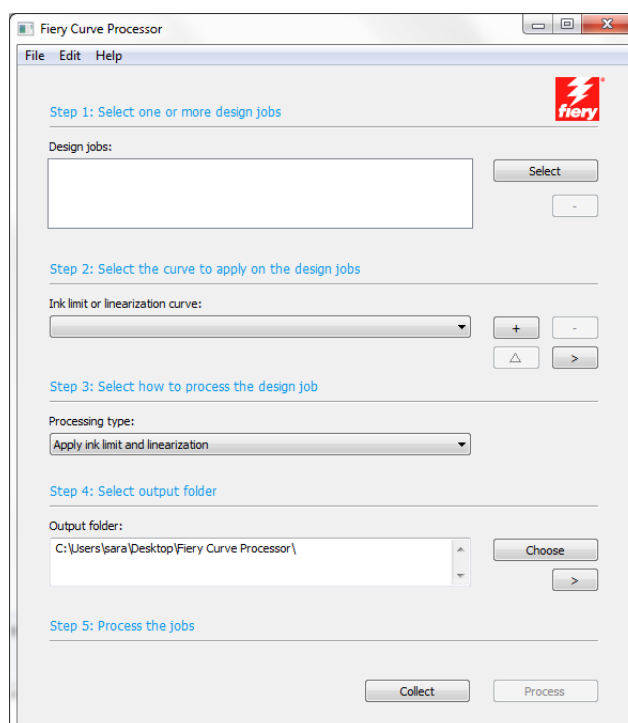 Fiery Curve Processor
File Edit Help
fiery
Step 1: Select one or more design jobs
Design jobs:
Select
-
Step 2: Select the curve to apply on the design jobs
Ink limit or linearization curve:
+ -
△ >
Step 3: Select how to process the design job
Processing type:
Apply ink limit and linearization
Step 4: Select output folder
Output folder:
C:\Users\sara\Desktop\Fiery Curve Processor\
Choose
>
Step 5: Process the jobs
Collect Process